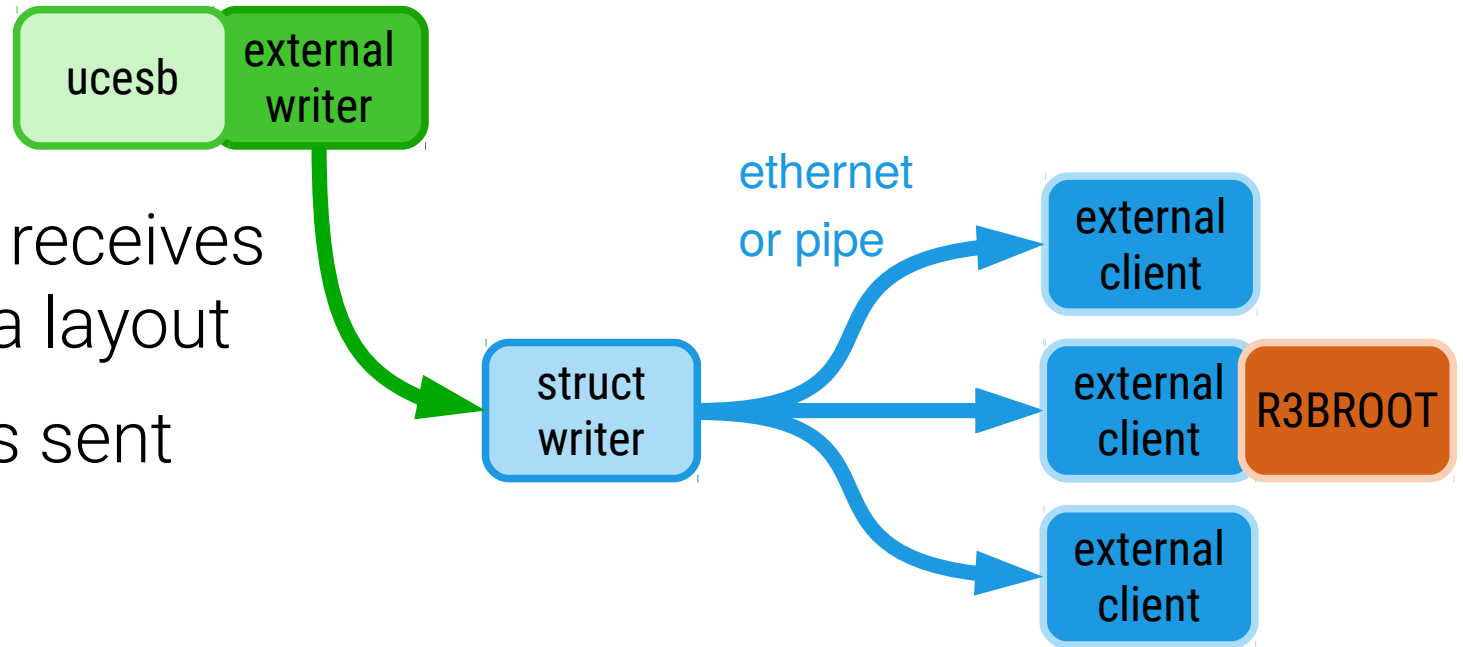 ucesb
external
writer
receives
a layout
s sent
ethernet
or pipe
struct
writer
external
client
external
client
R3BROOT
external
client